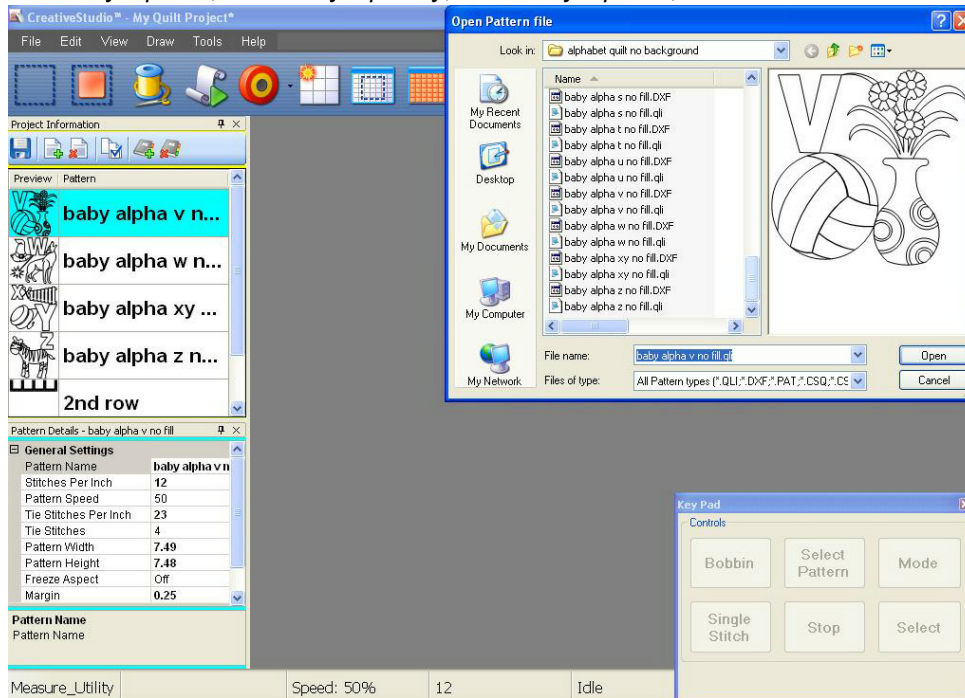 CreativeStudio™ - My Quilt Project*
File Edit View Draw Tools Help
Project Information
Preview Pattern
baby alpha v n...
baby alpha w n...
baby alpha xy ...
baby alpha z n...
2nd row
Pattern Details - baby alpha v no fill
General Settings
Pattern Name baby alpha v n
Stitches Per Inch 12
Pattern Speed 50
Tie Stitches Per Inch 23
Tie Stitches 4
Pattern Width 7.49
Pattern Height 7.48
Freeze Aspect Off
Margin 0.25
Pattern Name
Pattern Name
Measure_Utility Speed: 50% 12 Idle
Open Pattern file
Look in: alphabet quilt no background
My Recent Documents
Desktop
My Documents
My Computer
My Network
Name
baby alpha s no fill.DXF
baby alpha s no fill.qli
baby alpha t no fill.DXF
baby alpha t no fill.qli
baby alpha u no fill.DXF
baby alpha u no fill.qli
baby alpha v no fill.DXF
baby alpha v no fill.qli
baby alpha w no fill.DXF
baby alpha w no fill.qli
baby alpha xy no fill.DXF
baby alpha xy no fill.qli
baby alpha z no fill.DXF
baby alpha z no fill.qli
V
File name: baby alpha v no fill.qli Open
Files of type: All Pattern types (*.QLI;*.DXF;*.PAT;*.CSQ;*.CS Cancel
Key Pad
Controls
Bobbin
Select Pattern
Mode
Single Stitch
Stop
Select